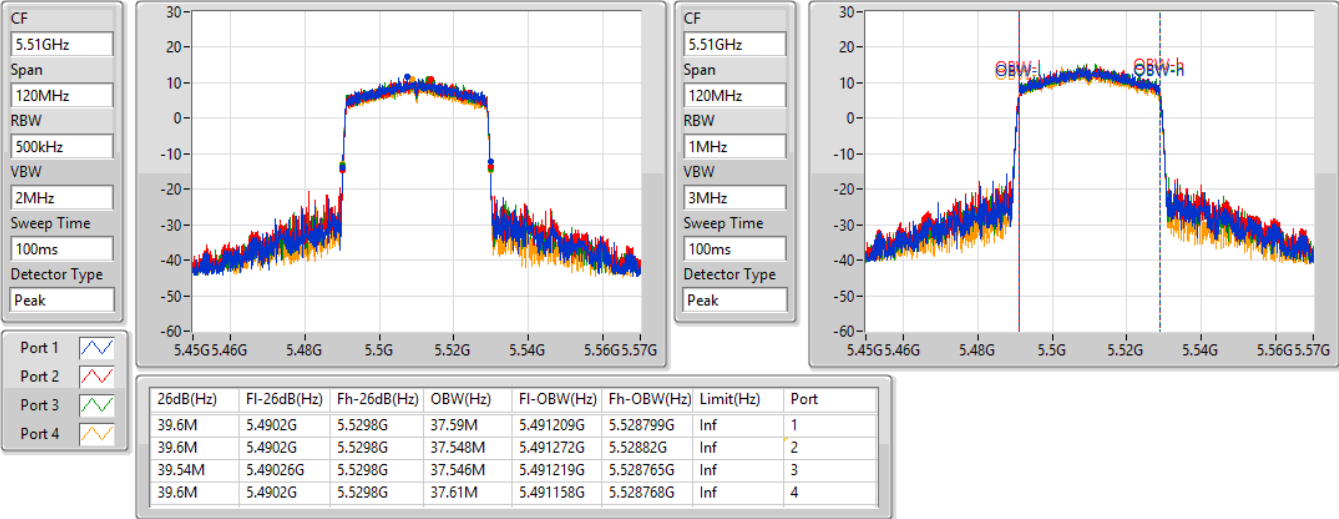 CF
5.51GHz
Span
120MHz
RBW
500kHz
VBW
2MHz
Sweep Time
100ms
Detector Type
Peak
30
20
10
0
-10
-20
-30
-40
-50
-60
5.45G 5.46G 5.48G 5.5G 5.52G 5.54G 5.56G 5.57G
CF
5.51GHz
Span
120MHz
RBW
1MHz
VBW
3MHz
Sweep Time
100ms
Detector Type
Peak
30
20
10
0
-10
-20
-30
-40
-50
-60
OBW-l OBW-h
5.45G 5.46G 5.48G 5.5G 5.52G 5.54G 5.56G 5.57G
Port 1
Port 2
Port 3
Port 4
26dB(Hz) Fl-26dB(Hz) Fh-26dB(Hz) OBW(Hz) Fl-OBW(Hz) Fh-OBW(Hz) Limit(Hz) Port
39.6M 5.4902G 5.5298G 37.59M 5.491209G 5.528799G Inf 1
39.6M 5.4902G 5.5298G 37.548M 5.491272G 5.52882G Inf 2
39.54M 5.49026G 5.5298G 37.546M 5.491219G 5.528765G Inf 3
39.6M 5.4902G 5.5298G 37.61M 5.491158G 5.528768G Inf 4